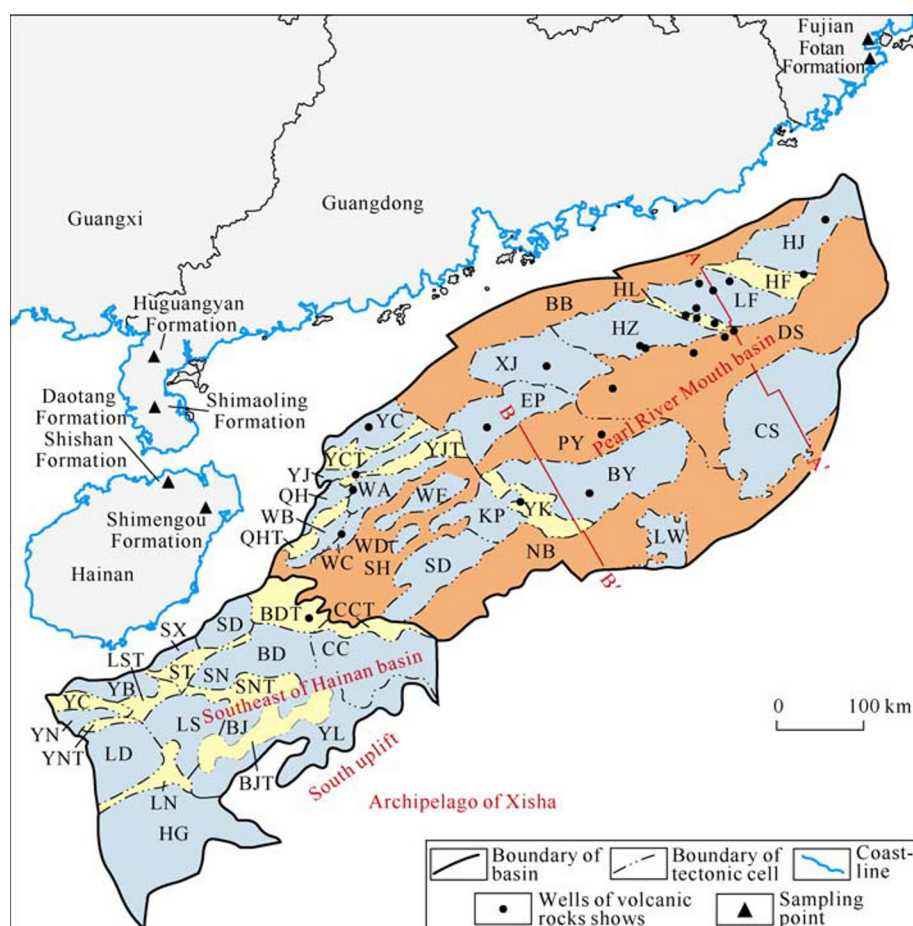 Fujian
Fotan
Formation
Guangxi
Guangdong
HJ
A
HF
HL
LF
BB
Huguangyan
Formation
HZ
DS
XJ
Pearl River Mouth basin
Daotang
Formation
Shimaoling
Formation
EP
YC
B
CS
Shishan
Formation
PY
A'
YCT
YJT
YJ
BY
QH
WA
WE
YK
WB
KP
Shimengou
Formation
QHT
WD
LW
WC
NB
SH
SD
B'
Hainan
BDT
CCT
SX
SD
LST
BD
CC
ST
SN
YB
SNT
YC
Southeast of Hainan basin
YN
LS
BJ
YL
YNT
LD
South uplift
BJT
LN
Archipelago of Xisha
HG
0 100 km
Boundary of
basin
Boundary of
tectonic cell
Coast-
line
Wells of volcanic
rocks shows
Sampling
point